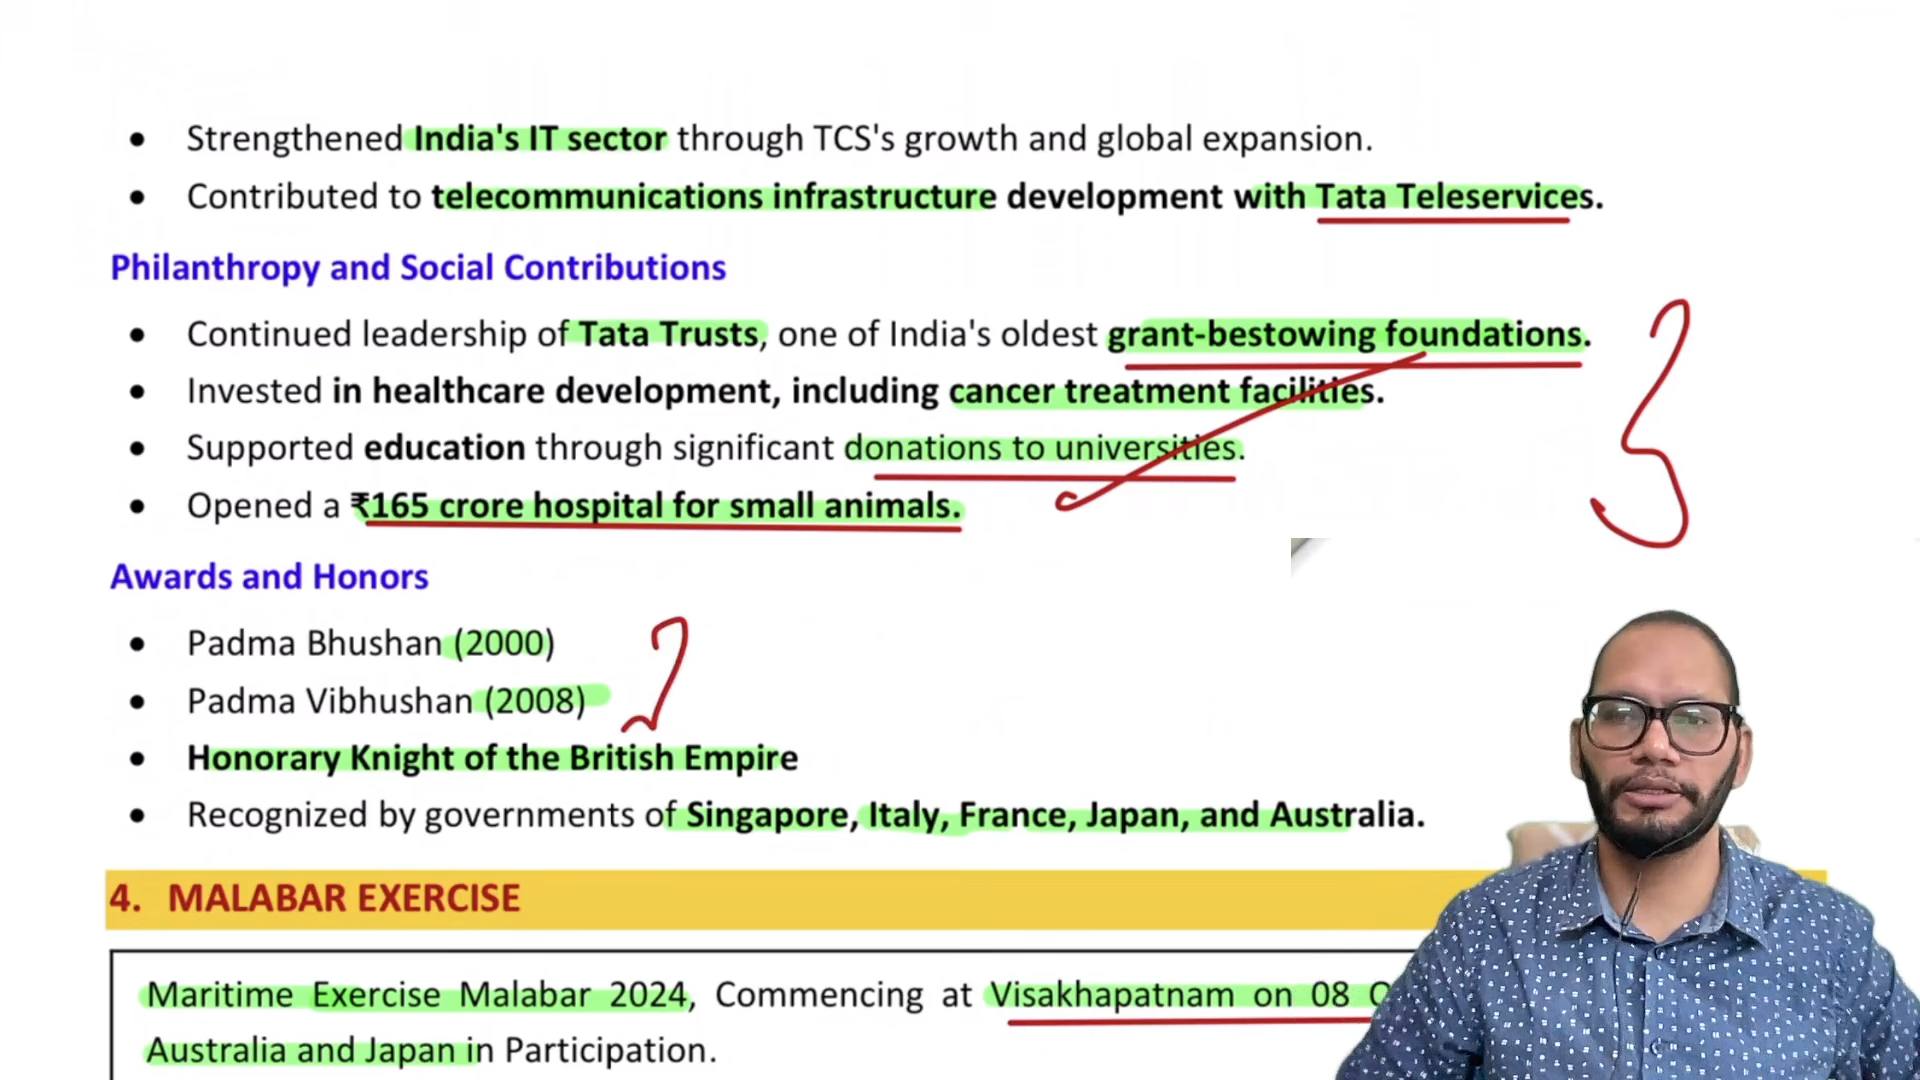 • Strengthened India's IT sector through TCS's growth and global expansion.
• Contributed to telecommunications infrastructure development with Tata Teleservices.
Philanthropy and Social Contributions
• Continued leadership of Tata Trusts, one of India's oldest grant-bestowing foundations.
• Invested in healthcare development, including cancer treatment facilities.
• Supported education through significant donations to universities.
• Opened a ₹165 crore hospital for small animals.
Awards and Honors
• Padma Bhushan (2000)
• Padma Vibhushan (2008)
• Honorary Knight of the British Empire
• Recognized by governments of Singapore, Italy, France, Japan, and Australia.
4. MALABAR EXERCISE
Maritime Exercise Malabar 2024, Commencing at Visakhapatnam on 08
Australia and Japan in Participation.